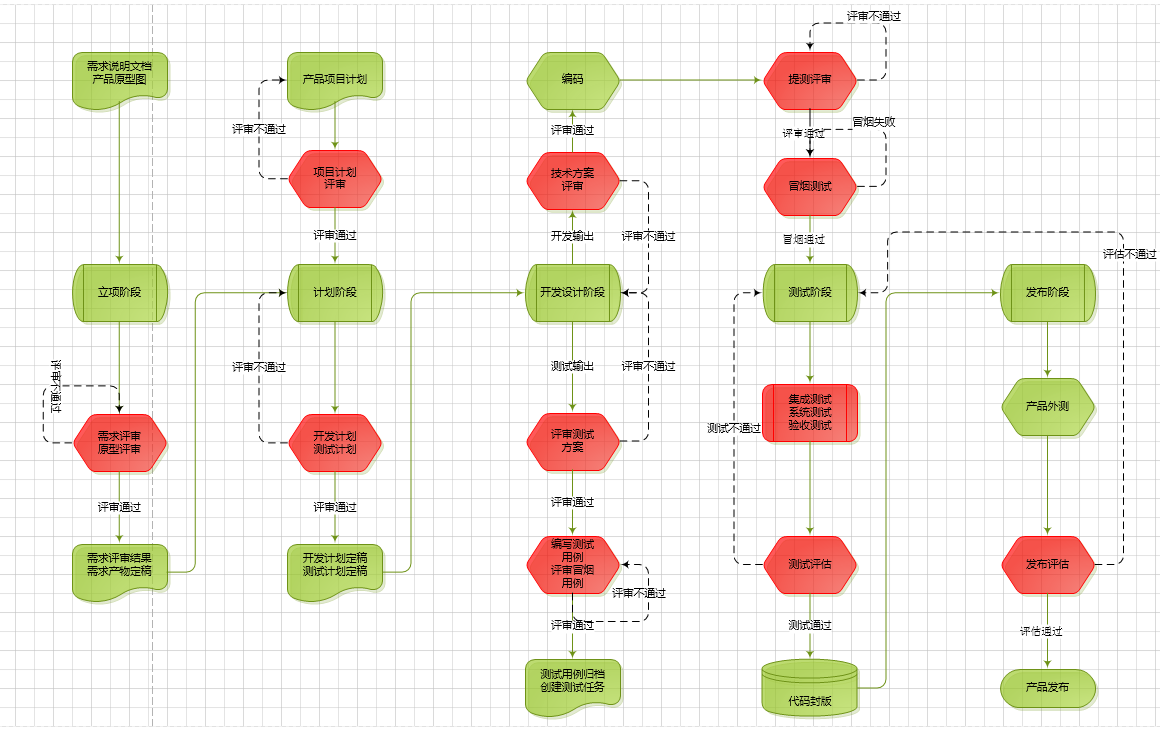 需求说明文档
产品原型图
立项阶段
评审不通过
需求评审
原型评审
评审通过
需求评审结果
需求产物定稿
产品项目计划
评审不通过
项目计划
评审
评审通过
计划阶段
评审不通过
开发计划
测试计划
评审通过
开发计划定稿
测试计划定稿
编码
评审通过
技术方案
评审
开发输出
评审不通过
开发设计阶段
测试输出
评审不通过
评审测试
方案
评审通过
编写测试
用例
评审冒烟
用例
评审不通过
评审通过
测试用例归档
创建测试任务
评审不通过
提测评审
冒烟失败
评审通过
冒烟测试
冒烟通过
测试阶段
集成测试
系统测试
验收测试
测试不通过
测试评估
测试通过
代码封版
评估不通过
发布阶段
产品外测
发布评估
评估通过
产品发布